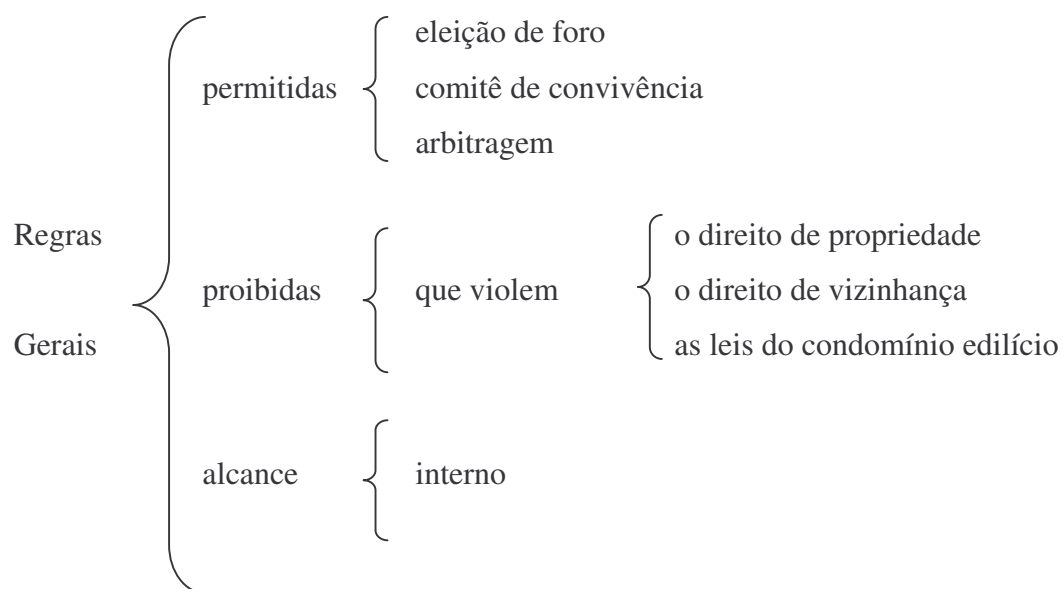 Regras
Gerais
permitidas
eleição de foro
comitê de convivência
arbitragem
proibidas
que violem
o direito de propriedade
o direito de vizinhança
as leis do condomínio edilício
alcance
interno